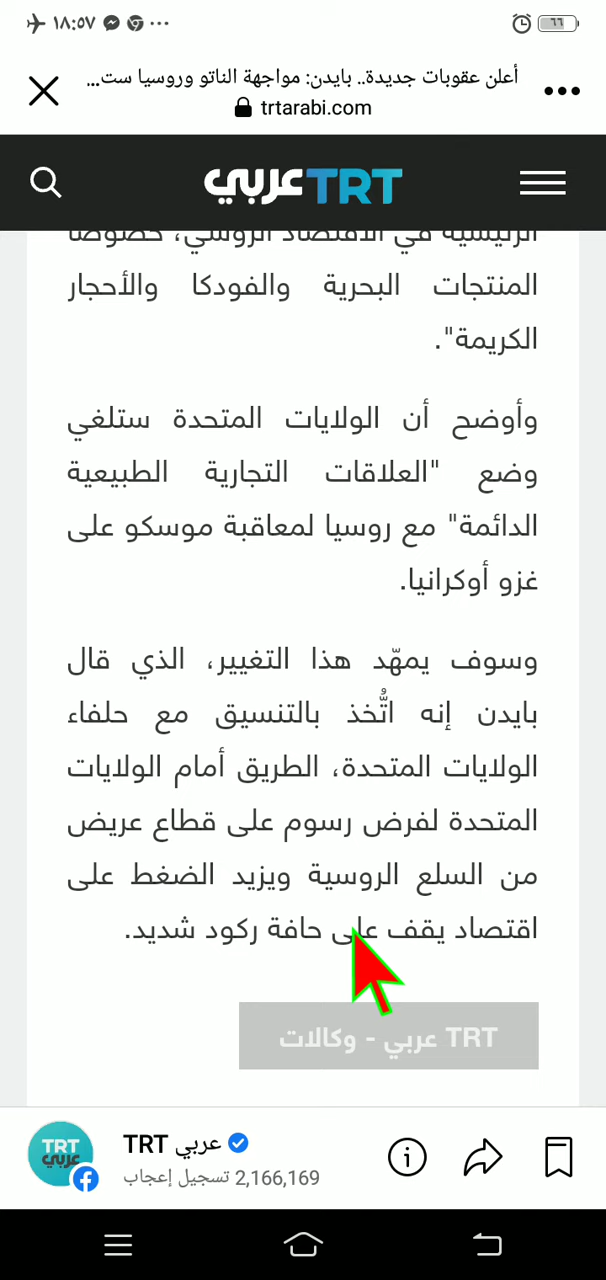 ١٨:٥٧
٦٦
أعلن عقوبات جديدة.. بايدن: مواجهة الناتو وروسيا ست...
trtarabi.com
TRT عربي
الرئيسية في الاقتصاد الروسي، خصوصا
المنتجات البحرية والفودكا والأحجار
الكريمة".
وأوضح أن الولايات المتحدة ستلغي
وضع "العلاقات التجارية الطبيعية
الدائمة" مع روسيا لمعاقبة موسكو على
غزو أوكرانيا.
وسوف يمهّد هذا التغيير، الذي قال
بايدن إنه اتُّخذ بالتنسيق مع حلفاء
الولايات المتحدة، الطريق أمام الولايات
المتحدة لفرض رسوم على قطاع عريض
من السلع الروسية ويزيد الضغط على
اقتصاد يقف على حافة ركود شديد.
TRT عربي - وكالات
TRT عربي
TRT عربي
2,166,169 تسجيل إعجاب